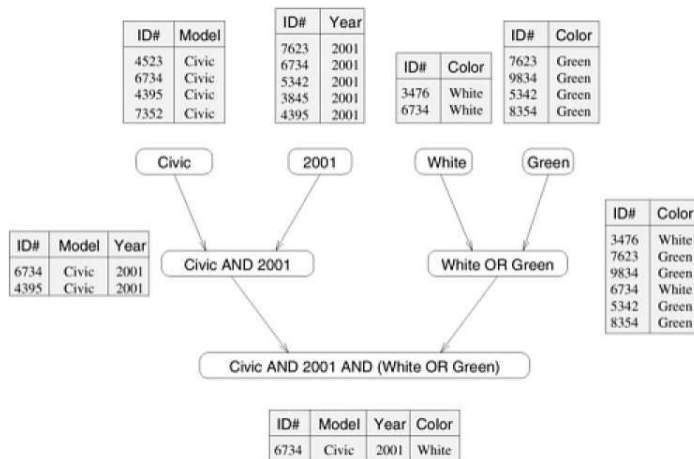 ID# Model
4523 Civic
6734 Civic
4395 Civic
7352 Civic
ID# Year
7623 2001
6734 2001
5342 2001
3845 2001
4395 2001
ID# Color
3476 White
6734 White
ID# Color
7623 Green
9834 Green
5342 Green
8354 Green
Civic
2001
White
Green
ID# Model Year
6734 Civic 2001
4395 Civic 2001
Civic AND 2001
White OR Green
ID# Color
3476 White
7623 Green
9834 Green
6734 White
5342 Green
8354 Green
Civic AND 2001 AND (White OR Green)
ID# Model Year Color
6734 Civic 2001 White